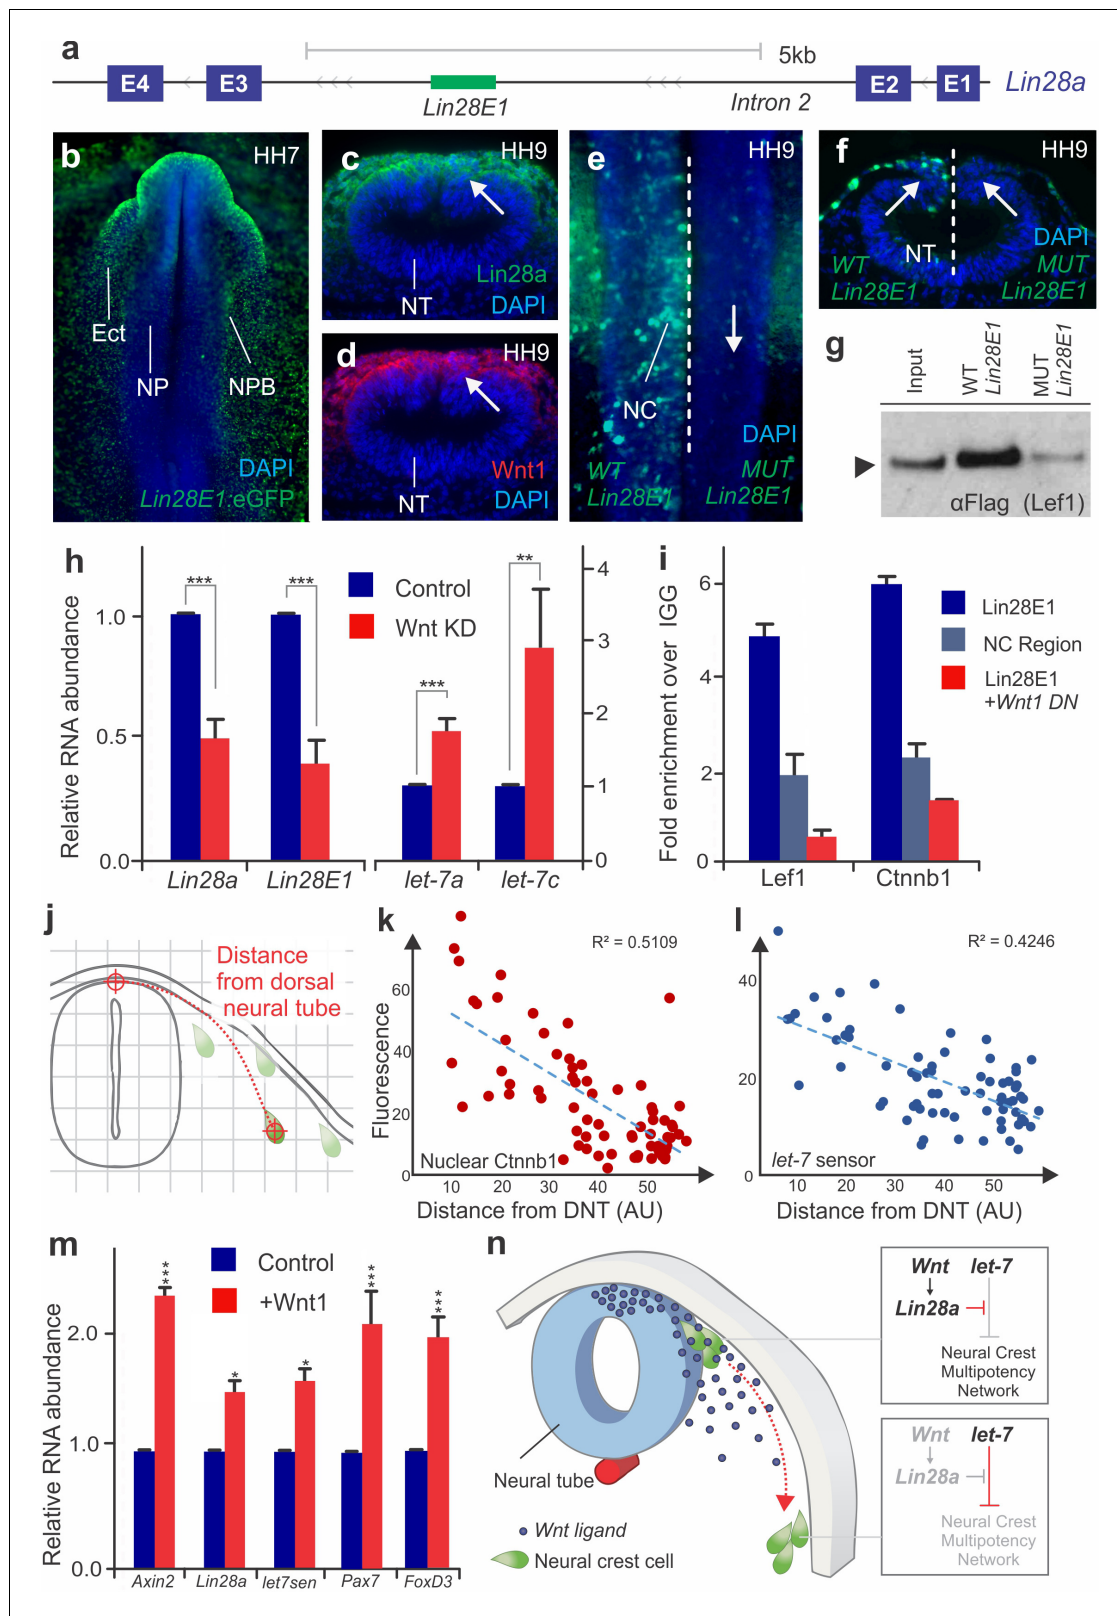 a
5kb
E4
E3
E2
E1
Lin28a
Lin28E1
Intron 2
b
HH7
Ect
NP
NPB
DAPI
Lin28E1:eGFP
c
HH9
Lin28a
NT
DAPI
d
HH9
Wnt1
NT
DAPI
e
HH9
NC
DAPI
WT
Lin28E1
MUT
Lin28E1
f
HH9
NT
DAPI
WT
Lin28E1
MUT
Lin28E1
g
Input
WT
Lin28E1
MUT
Lin28E1
αFlag (Lef1)
h
Relative RNA abundance
1.0
0.5
0.0
***
***
***
**
Control
Wnt KD
4
3
2
1
0
Lin28a
Lin28E1
let-7a
let-7c
i
Fold enrichment over IGG
6
4
2
0
Lin28E1
NC Region
Lin28E1
+Wnt1 DN
Lef1
Ctnnb1
j
Distance
from dorsal
neural tube
k
R² = 0.5109
Fluorescence
60
40
20
0
Nuclear Ctnnb1
10 20 30 40 50
Distance from DNT (AU)
l
R² = 0.4246
40
20
0
let-7 sensor
10 20 30 40 50
Distance from DNT (AU)
m
Control
+Wnt1
Relative RNA abundance
2.0
1.0
0.0
***
*
*
***
***
Axin2
Lin28a
let7sen
Pax7
FoxD3
n
Neural tube
Wnt ligand
Neural crest cell
Wnt let-7
Lin28a
Neural Crest
Multipotency
Network
Wnt let-7
Lin28a
Neural Crest
Multipotency
Network